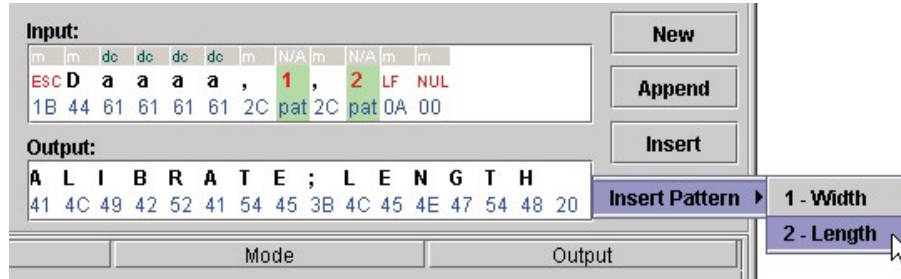 Input:
New
m m dc dc dc dc m N/A m N/A m m
ESC D a a a a , 1 , 2 LF NUL
1B 44 61 61 61 61 2C pat 2C pat 0A 00
Append
Insert
Output:
A L I B R A T E ; L E N G T H
41 4C 49 42 52 41 54 45 3B 4C 45 4E 47 54 48 20
Insert Pattern
1 - Width
2 - Length
Mode Output